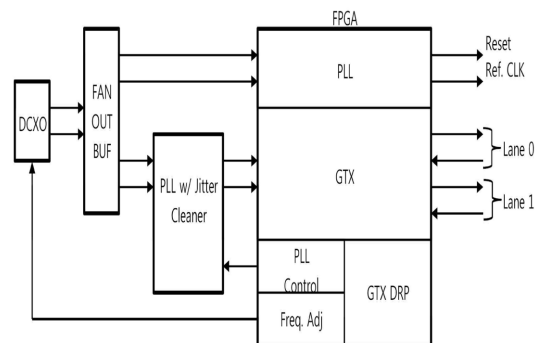 FPGA
Reset
PLL
Ref. CLK
FAN
OUT
BUF
DCXO
Lane 0
PLL w/ Jitter
Cleaner
GTX
Lane 1
PLL
Control
GTX DRP
Freq. Adj